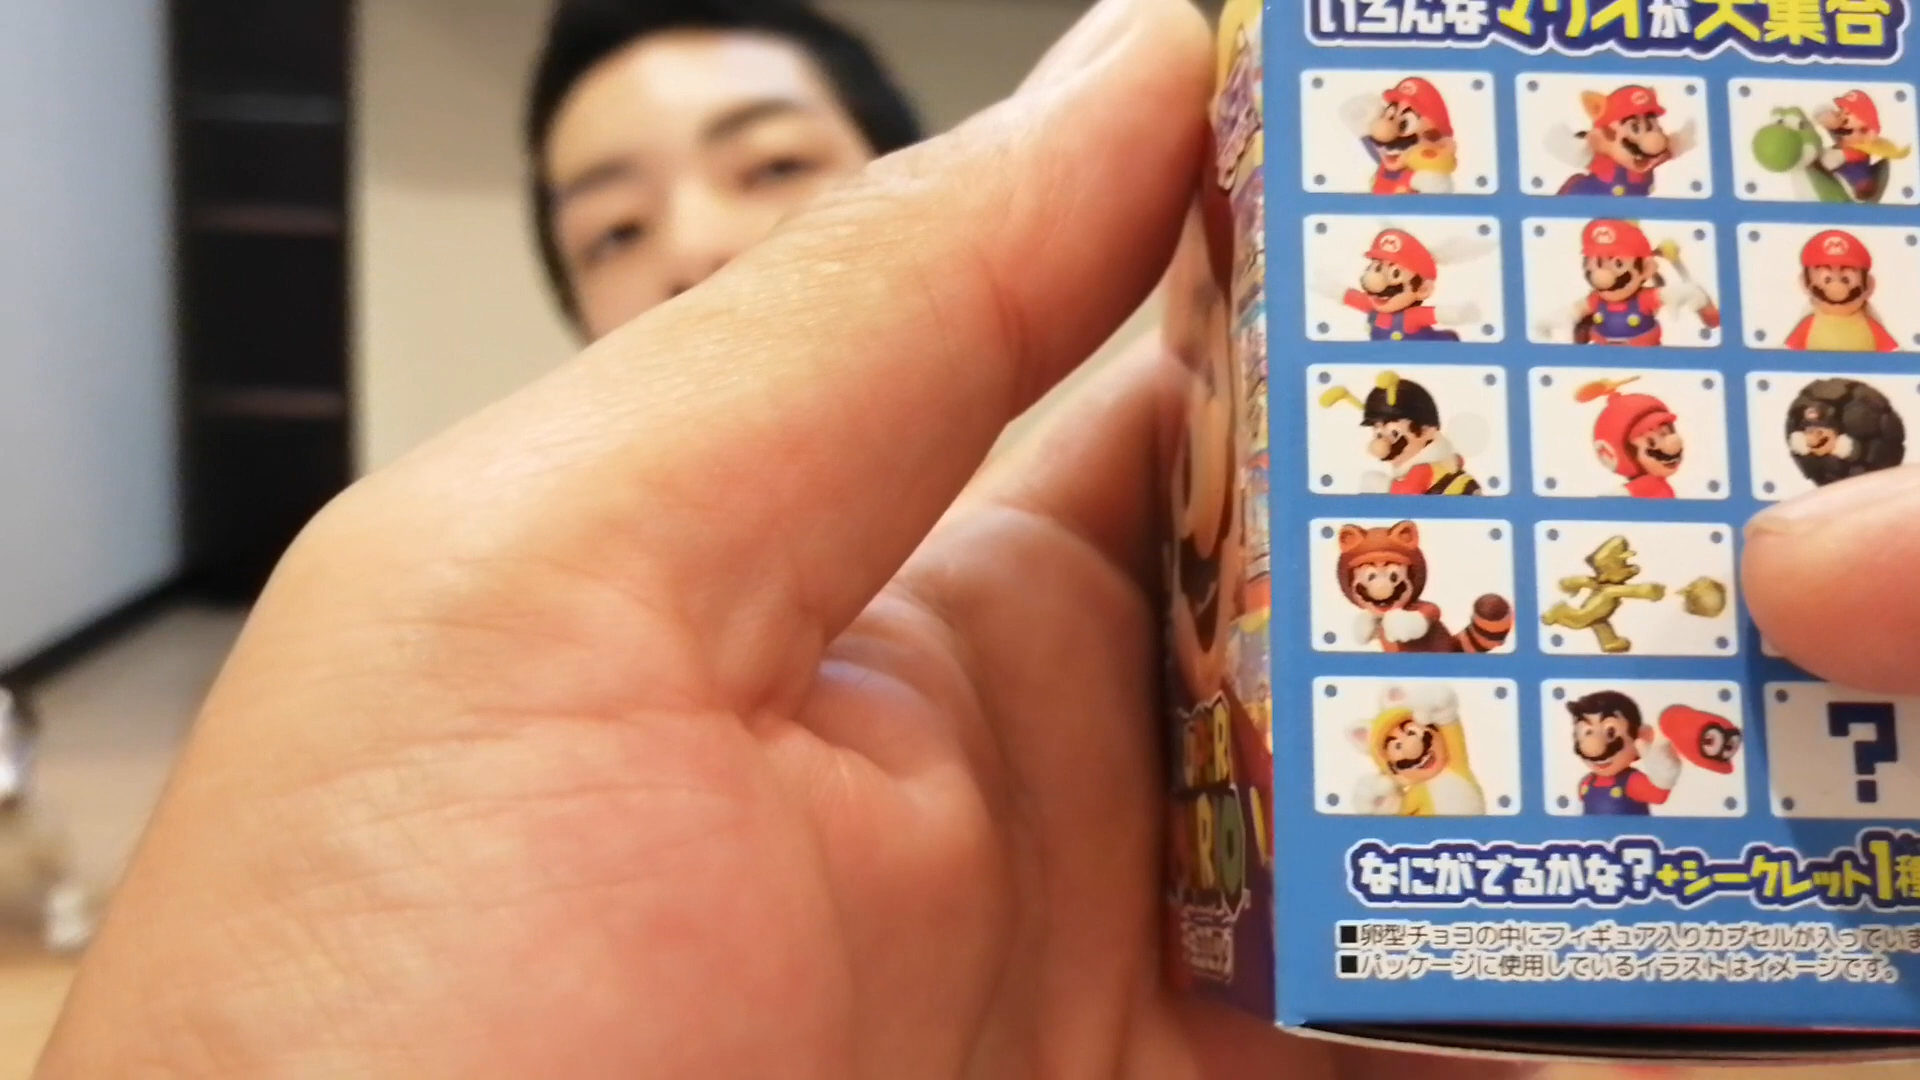 いろんなマリオが大集合
?
なにがでるかな?+シークレット1種
■卵型チョコの中にフィギュア入りカプセルが入っていま
■パッケージに使用しているイラストはイメージです。